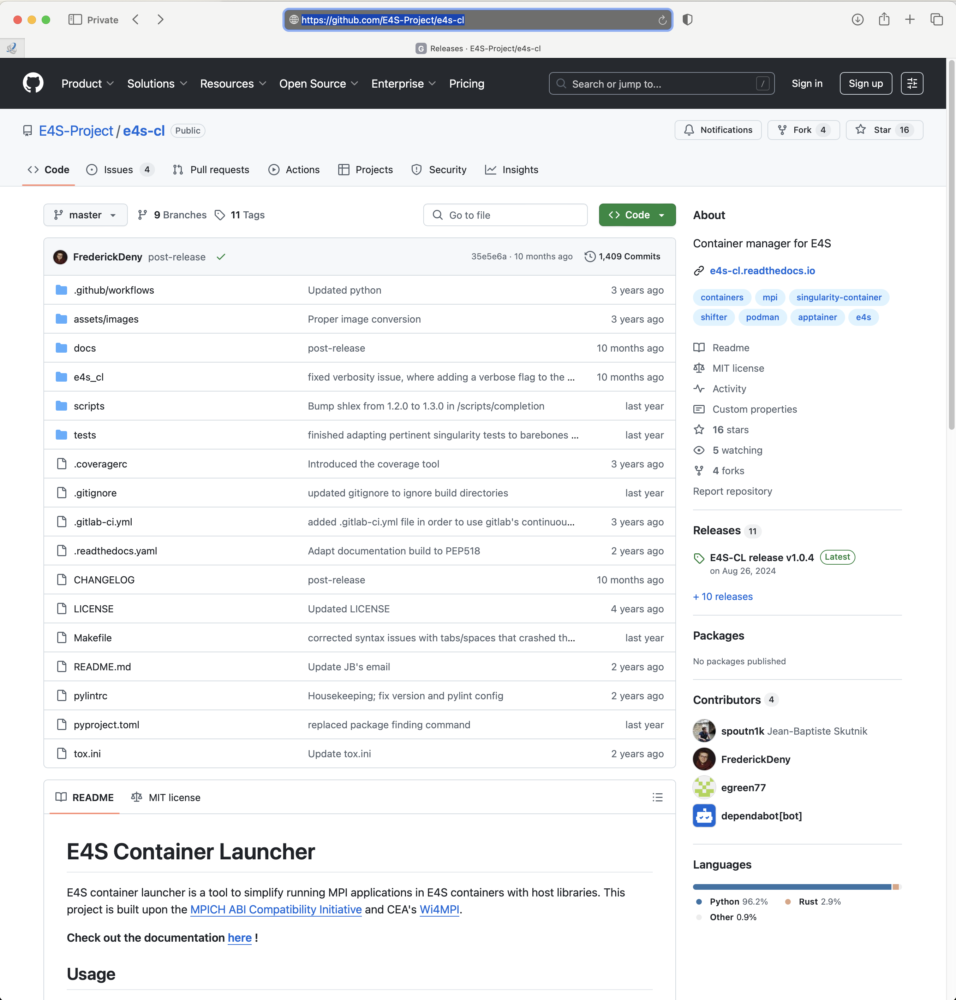 Private
https://github.com/E4S-Project/e4s-cl
G Releases · E4S-Project/e4s-cl
Product Solutions Resources Open Source Enterprise Pricing
Search or jump to... /
Sign in
Sign up
E4S-Project / e4s-cl Public
Notifications
Fork 4
Star 16
Code
Issues 4
Pull requests
Actions
Projects
Security
Insights
master
9 Branches
11 Tags
Go to file
Code
FrederickDeny post-release
35e5e6a · 10 months ago
1,409 Commits
.github/workflows Updated python 3 years ago
assets/images Proper image conversion 3 years ago
docs post-release 10 months ago
e4s_cl fixed verbosity issue, where adding a verbose flag to the ... 10 months ago
scripts Bump shlex from 1.2.0 to 1.3.0 in /scripts/completion last year
tests finished adapting pertinent singularity tests to barebones ... last year
.coveragerc Introduced the coverage tool 3 years ago
.gitignore updated gitignore to ignore build directories last year
.gitlab-ci.yml added .gitlab-ci.yml file in order to use gitlab's continuou... 3 years ago
.readthedocs.yaml Adapt documentation build to PEP518 2 years ago
CHANGELOG post-release 10 months ago
LICENSE Updated LICENSE 4 years ago
Makefile corrected syntax issues with tabs/spaces that crashed th... last year
README.md Update JB's email 2 years ago
pylintrc Housekeeping; fix version and pylint config 2 years ago
pyproject.toml replaced package finding command last year
tox.ini Update tox.ini 2 years ago
README
MIT license
E4S Container Launcher
E4S container launcher is a tool to simplify running MPI applications in E4S containers with host libraries. This
project is built upon the MPICH ABI Compatibility Initiative and CEA's Wi4MPI.
Check out the documentation here !
Usage
About
Container manager for E4S
e4s-cl.readthedocs.io
containers mpi singularity-container
shifter podman apptainer e4s
Readme
MIT license
Activity
Custom properties
16 stars
5 watching
4 forks
Report repository
Releases 11
E4S-CL release v1.0.4 Latest
on Aug 26, 2024
+ 10 releases
Packages
No packages published
Contributors 4
spoutn1k Jean-Baptiste Skutnik
FrederickDeny
egreen77
dependabot[bot]
Languages
Python 96.2% Rust 2.9%
Other 0.9%